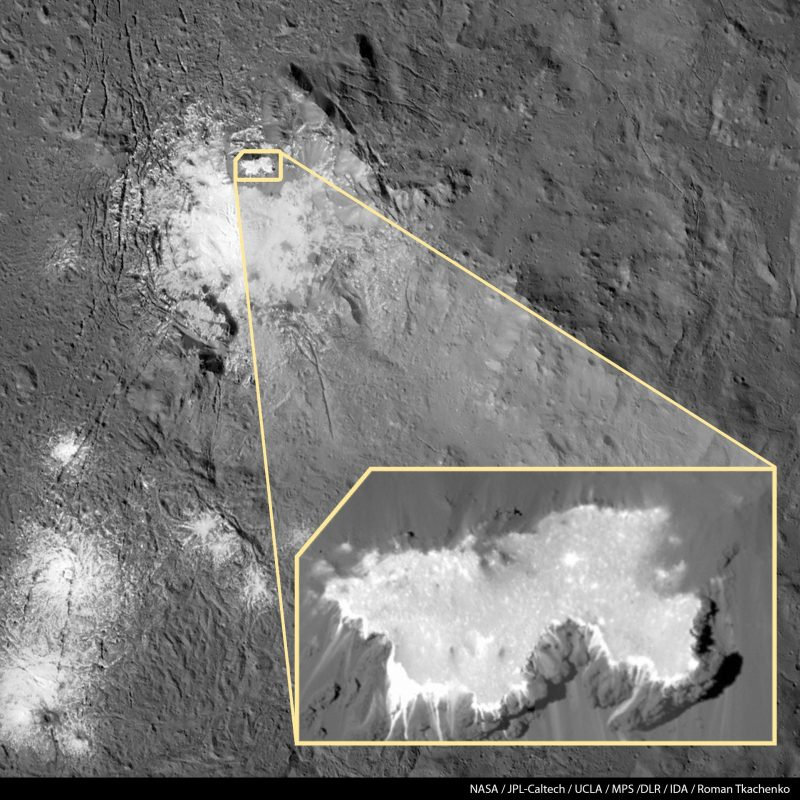 NASA / JPL-Caltech / UCLA / MPS /DLR / IDA / Roman Tkachenko